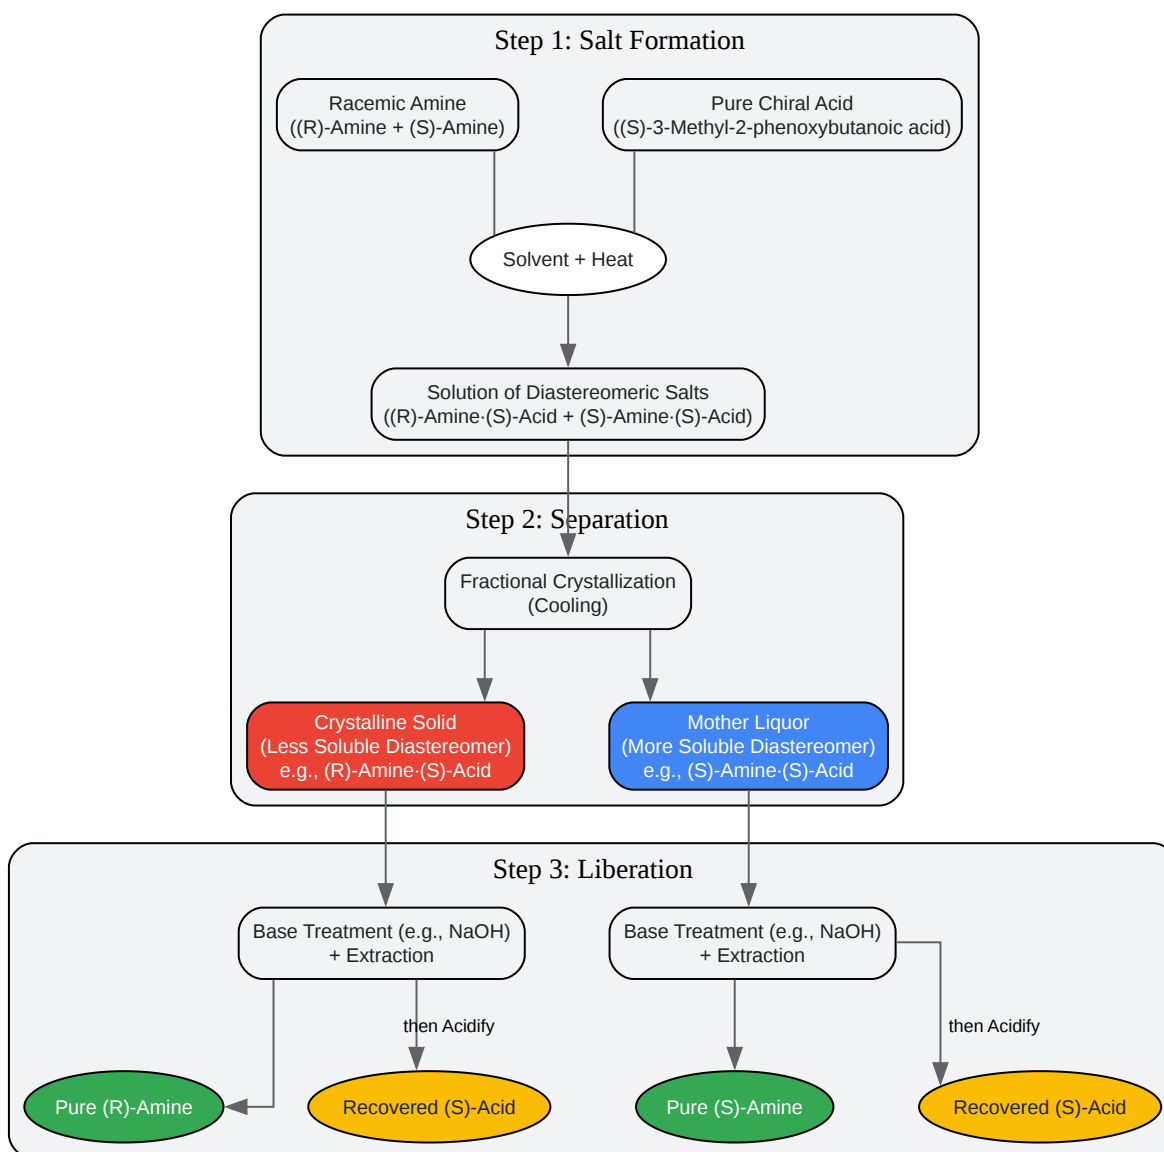 Step 1: Salt Formation
Racemic Amine
((R)-Amine + (S)-Amine)
Pure Chiral Acid
((S)-3-Methyl-2-phenoxybutanoic acid)
Solvent + Heat
Solution of Diastereomeric Salts
((R)-Amine·(S)-Acid + (S)-Amine·(S)-Acid)
Step 2: Separation
Fractional Crystallization
(Cooling)
Crystalline Solid
(Less Soluble Diastereomer)
e.g., (R)-Amine·(S)-Acid
Mother Liquor
(More Soluble Diastereomer)
e.g., (S)-Amine·(S)-Acid
Step 3: Liberation
Base Treatment (e.g., NaOH)
+ Extraction
Base Treatment (e.g., NaOH)
+ Extraction
then Acidify
then Acidify
Pure (R)-Amine
Recovered (S)-Acid
Pure (S)-Amine
Recovered (S)-Acid